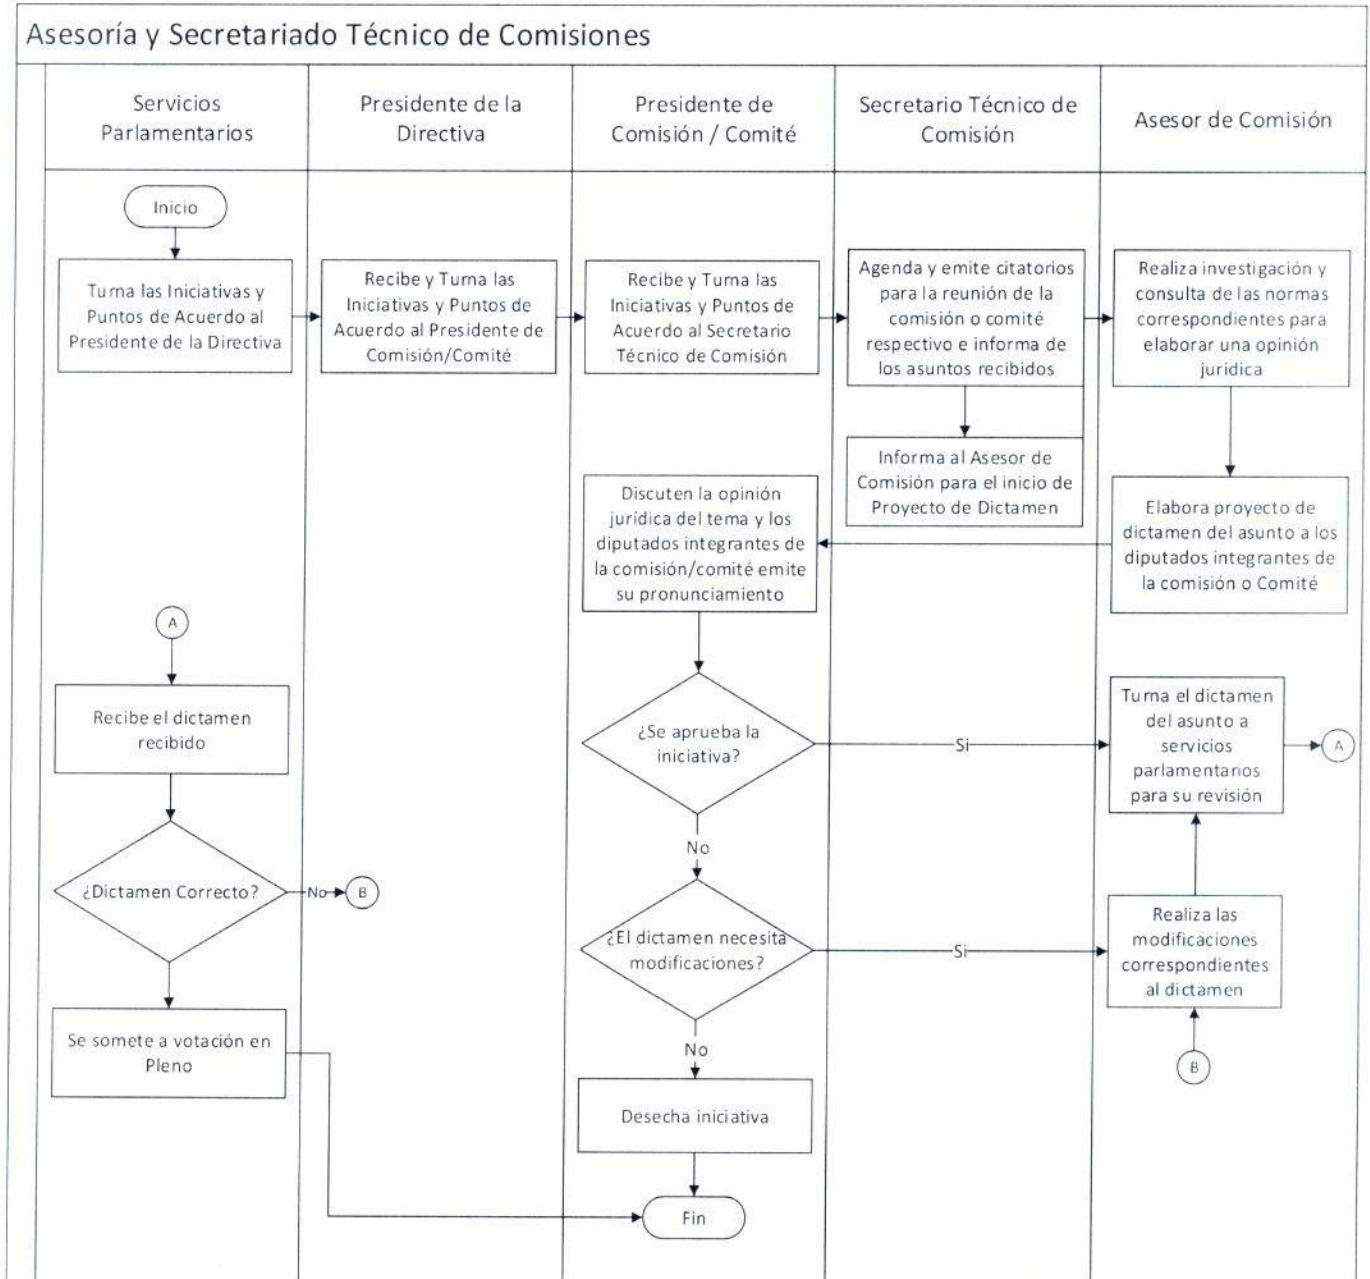 Asesoría y Secretariado Técnico de Comisiones
Servicios
Parlamentarios
Presidente de la
Directiva
Presidente de
Comisión / Comité
Secretario Técnico de
Comisión
Asesor de Comisión
Inicio
Turna las Iniciativas y
Puntos de Acuerdo al
Presidente de la Directiva
Recibe y Turna las
Iniciativas y Puntos de
Acuerdo al Presidente de
Comisión/Comité
Recibe y Turna las
Iniciativas y Puntos de
Acuerdo al Secretario
Técnico de Comisión
Agenda y emite citatorios
para la reunión de la
comisión o comité
respectivo e informa de
los asuntos recibidos
Realiza investigación y
consulta de las normas
correspondientes para
elaborar una opinión
juridica
Informa al Asesor de
Comisión para el inicio de
Proyecto de Dictamen
Discuten la opinión
jurídica del tema y los
diputados integrantes de
la comisión/comité emite
su pronunciamiento
Elabora proyecto de
dictamen del asunto a los
diputados integrantes de
la comisión o Comité
A
Recibe el dictamen
recibido
¿Se aprueba la
iniciativa?
Si
Turna el dictamen
del asunto a
servicios
parlamentarios
para su revisión
A
No
¿Dictamen Correcto?
No
B
¿El dictamen necesita
modificaciones?
Si
Realiza las
modificaciones
correspondientes
al dictamen
Se somete a votación en
Pleno
No
B
Desecha iniciativa
Fin